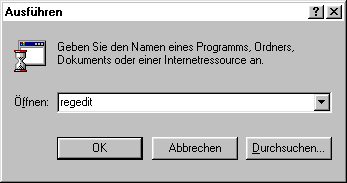 Ausführen
Geben Sie den Namen eines Programms, Ordners,
Dokuments oder einer Internetressource an.
Öffnen: regedit
OK Abbrechen Durchsuchen...